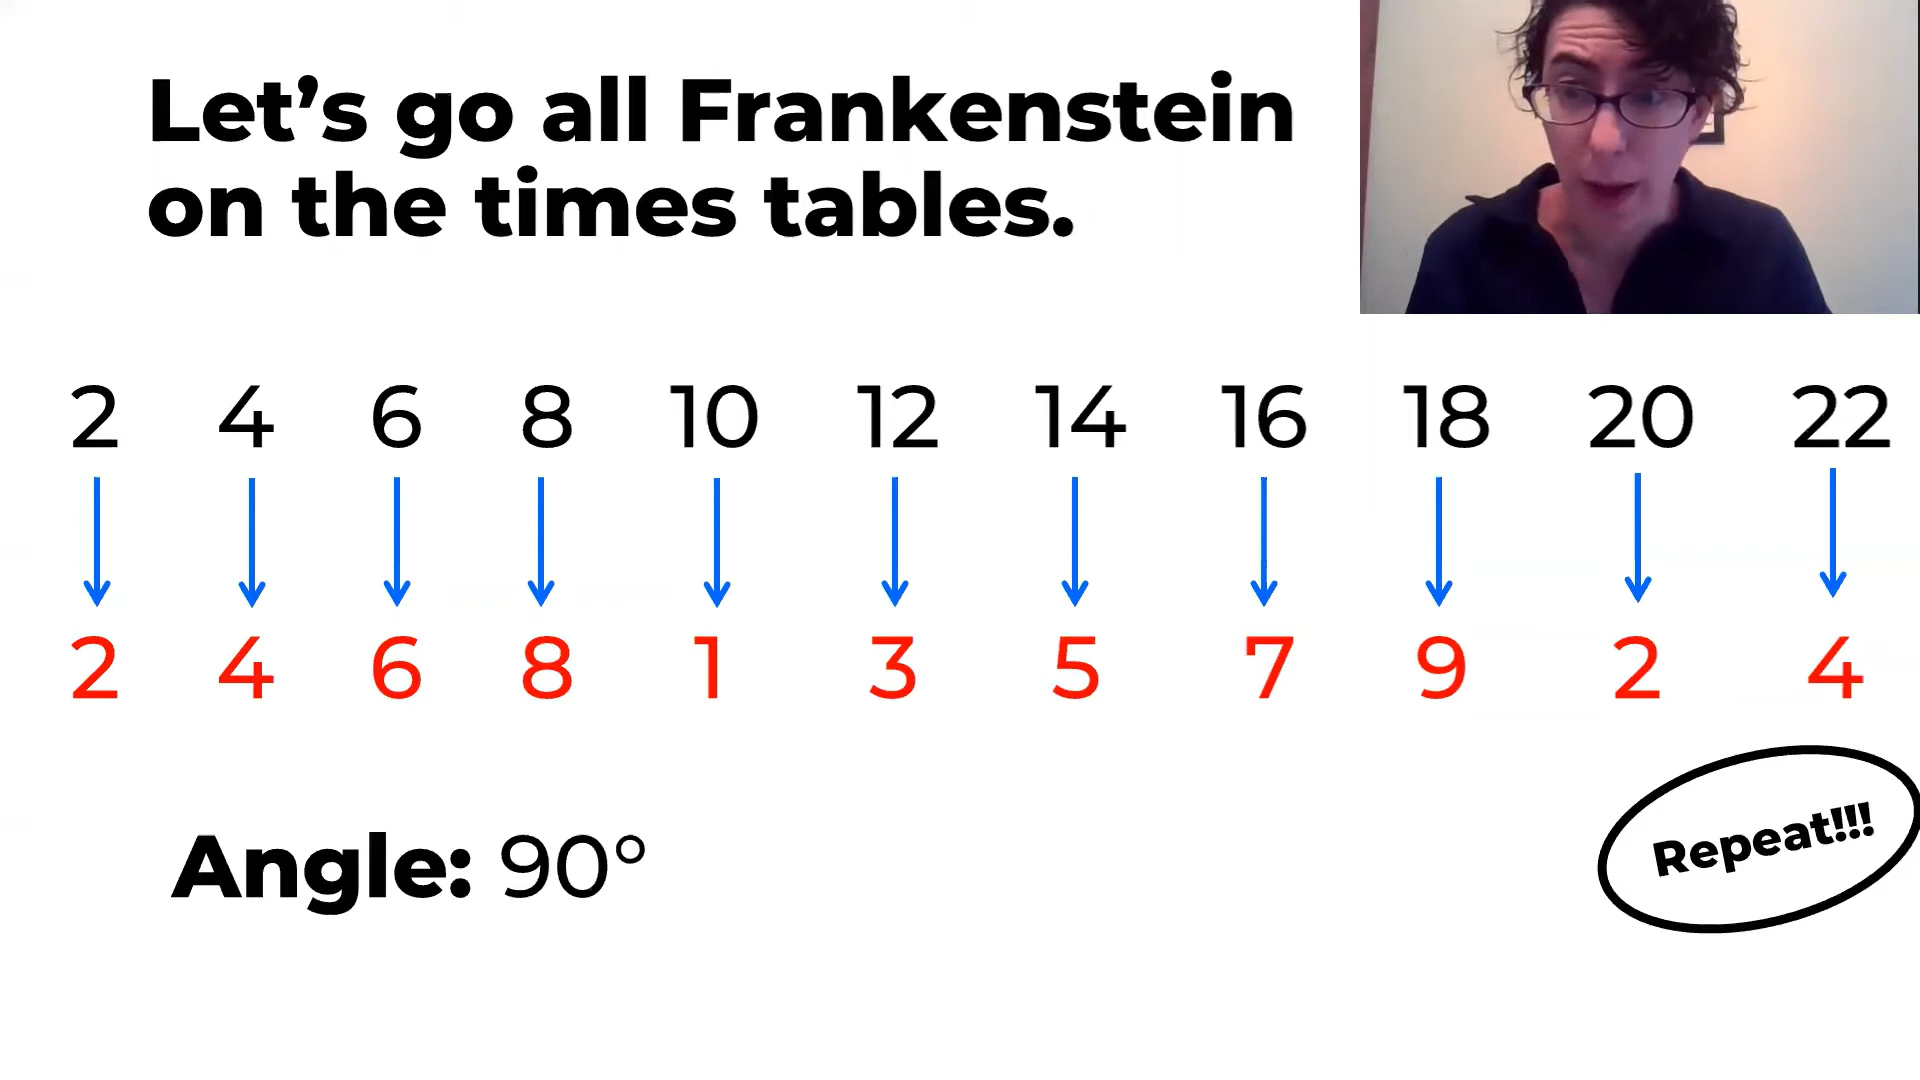 Let’s go all Frankenstein
on the times tables.
2 4 6 8 10 12 14 16 18 20 22
2 4 6 8 1 3 5 7 9 2 4
Angle: 90°
Repeat!!!